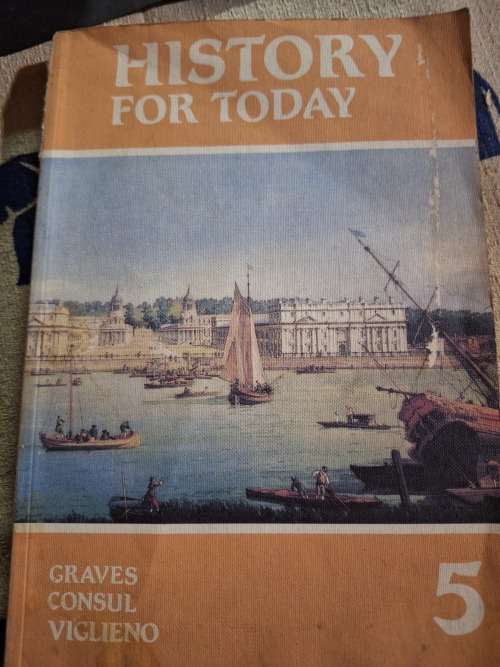 HISTORY
FOR TODAY
GRAVES
CONSUL
VIGLIENO
5